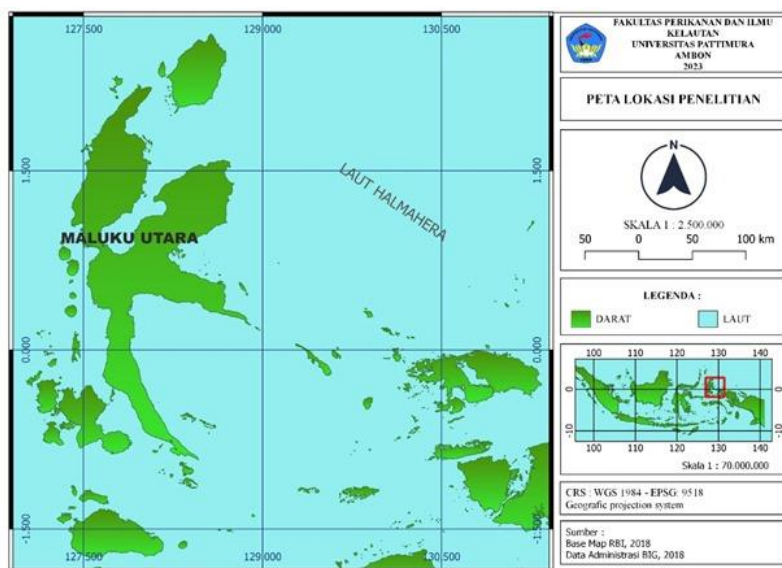 127.500 129.000 130.500
1.500 1.500
LAUT HALMAHERA
MALUKU UTARA
0.000 0.000
-1.500 -1.500
127.500 129.000 130.500
FAKULTAS PERIKANAN DAN ILMU
KELAUTAN
UNIVERSITAS PATTIMURA
AMBON
2023
PETA LOKASI PENELITIAN
N
SKALA 1 : 2.500.000
50 0 50 100 km
LEGENDA :
DARAT LAUT
100 110 120 130 140
0 0
-10 -10
100 110 120 130 140
Skala 1 : 70.000.000
CRS : WGS 1984 - EPSG: 9518
Geografic projection system
Sumber :
Base Map RBI, 2018
Data Administrasi BIG, 2018